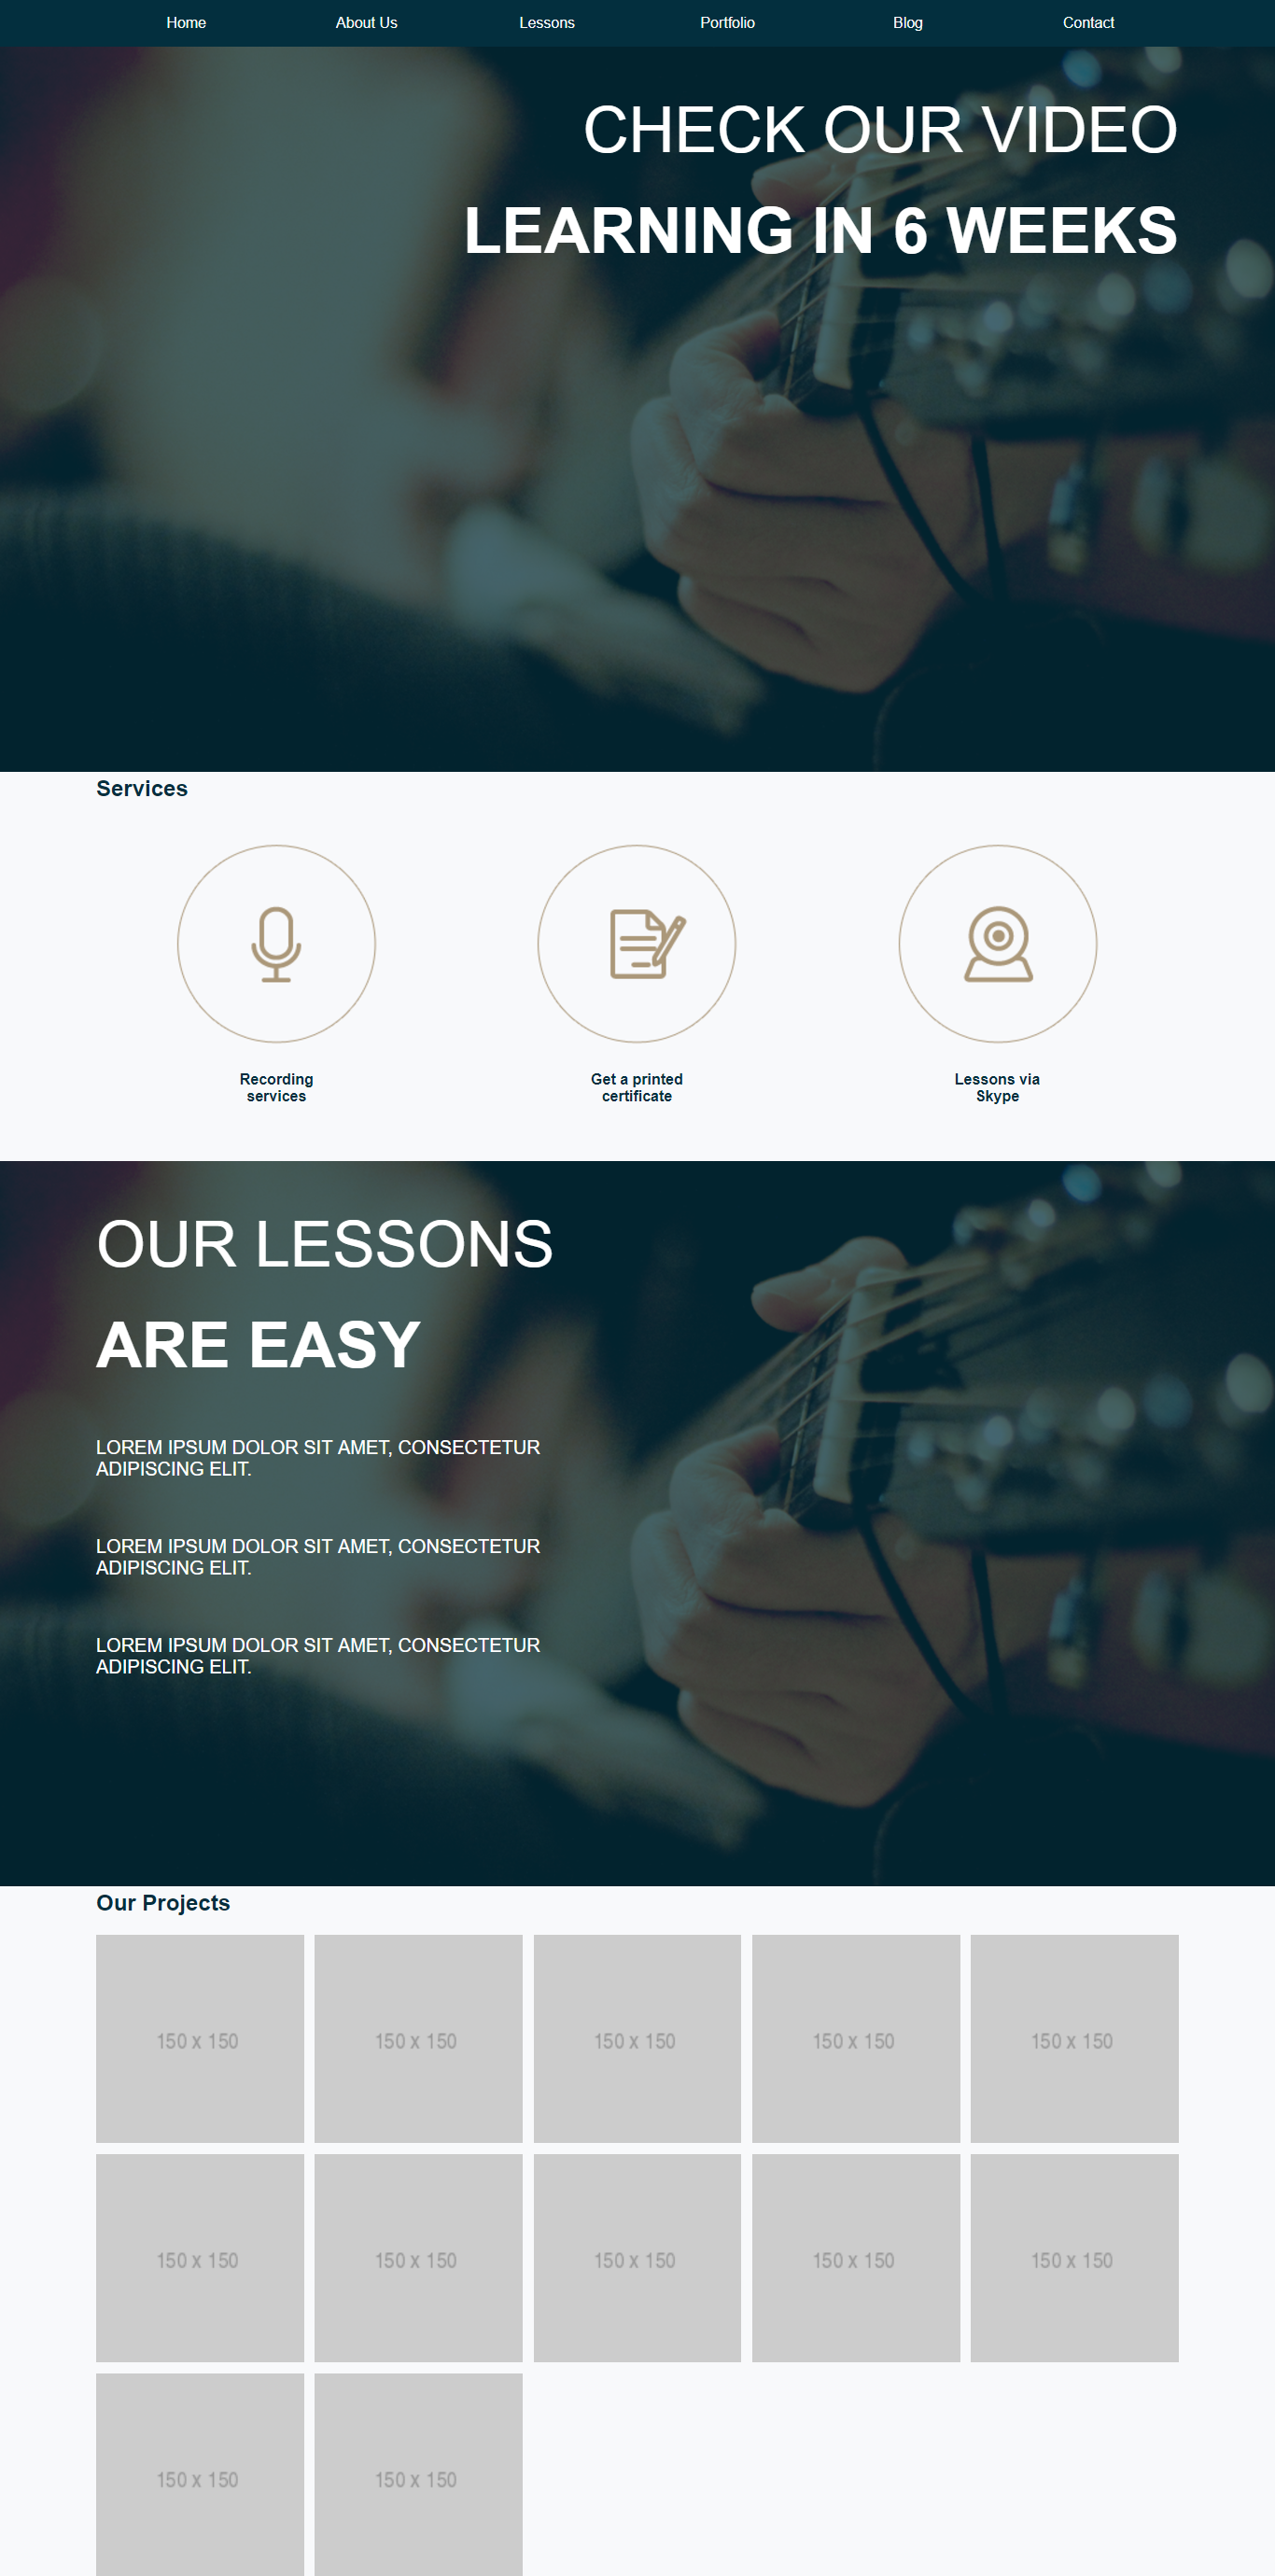 Home About Us Lessons Portfolio Blog Contact
CHECK OUR VIDEO
LEARNING IN 6 WEEKS
Services
Recording
services
Get a printed
certificate
Lessons via
Skype
OUR LESSONS
ARE EASY
LOREM IPSUM DOLOR SIT AMET, CONSECTETUR
ADIPISCING ELIT.
LOREM IPSUM DOLOR SIT AMET, CONSECTETUR
ADIPISCING ELIT.
LOREM IPSUM DOLOR SIT AMET, CONSECTETUR
ADIPISCING ELIT.
Our Projects
150 x 150 150 x 150 150 x 150 150 x 150 150 x 150
150 x 150 150 x 150 150 x 150 150 x 150 150 x 150
150 x 150 150 x 150